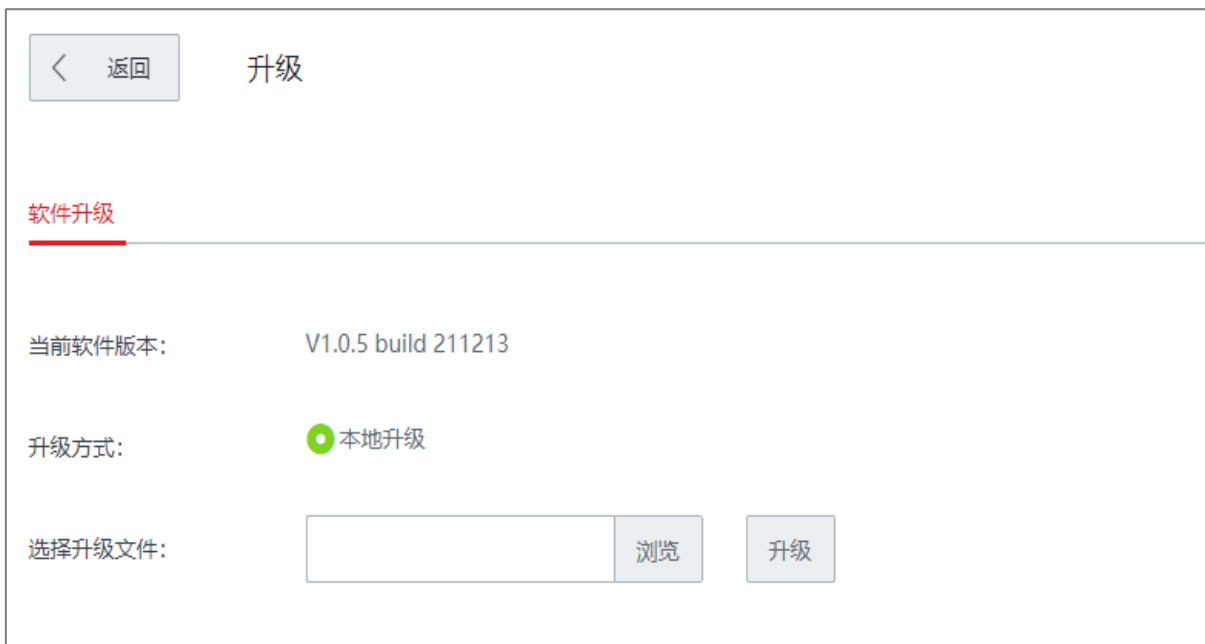 返回 升级
软件升级
当前软件版本: V1.0.5 build 211213
升级方式: 本地升级
选择升级文件: 浏览 升级